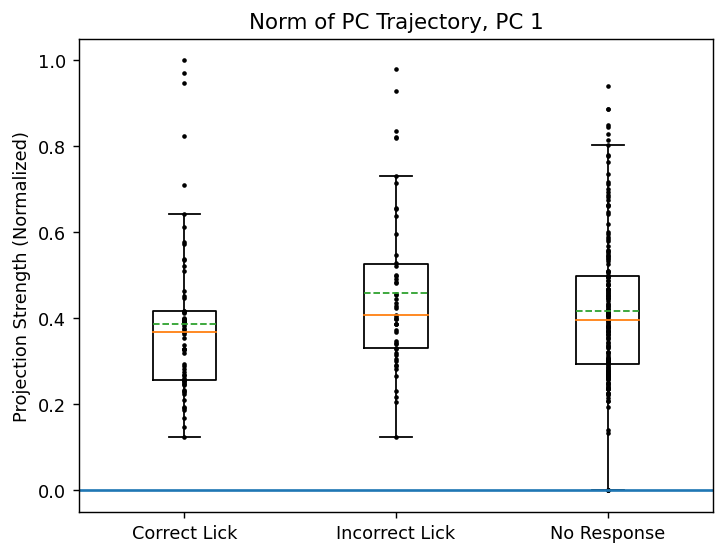 Norm of PC Trajectory, PC 1
Projection Strength (Normalized)
1.0
0.8
0.6
0.4
0.2
0.0
Correct Lick
Incorrect Lick
No Response